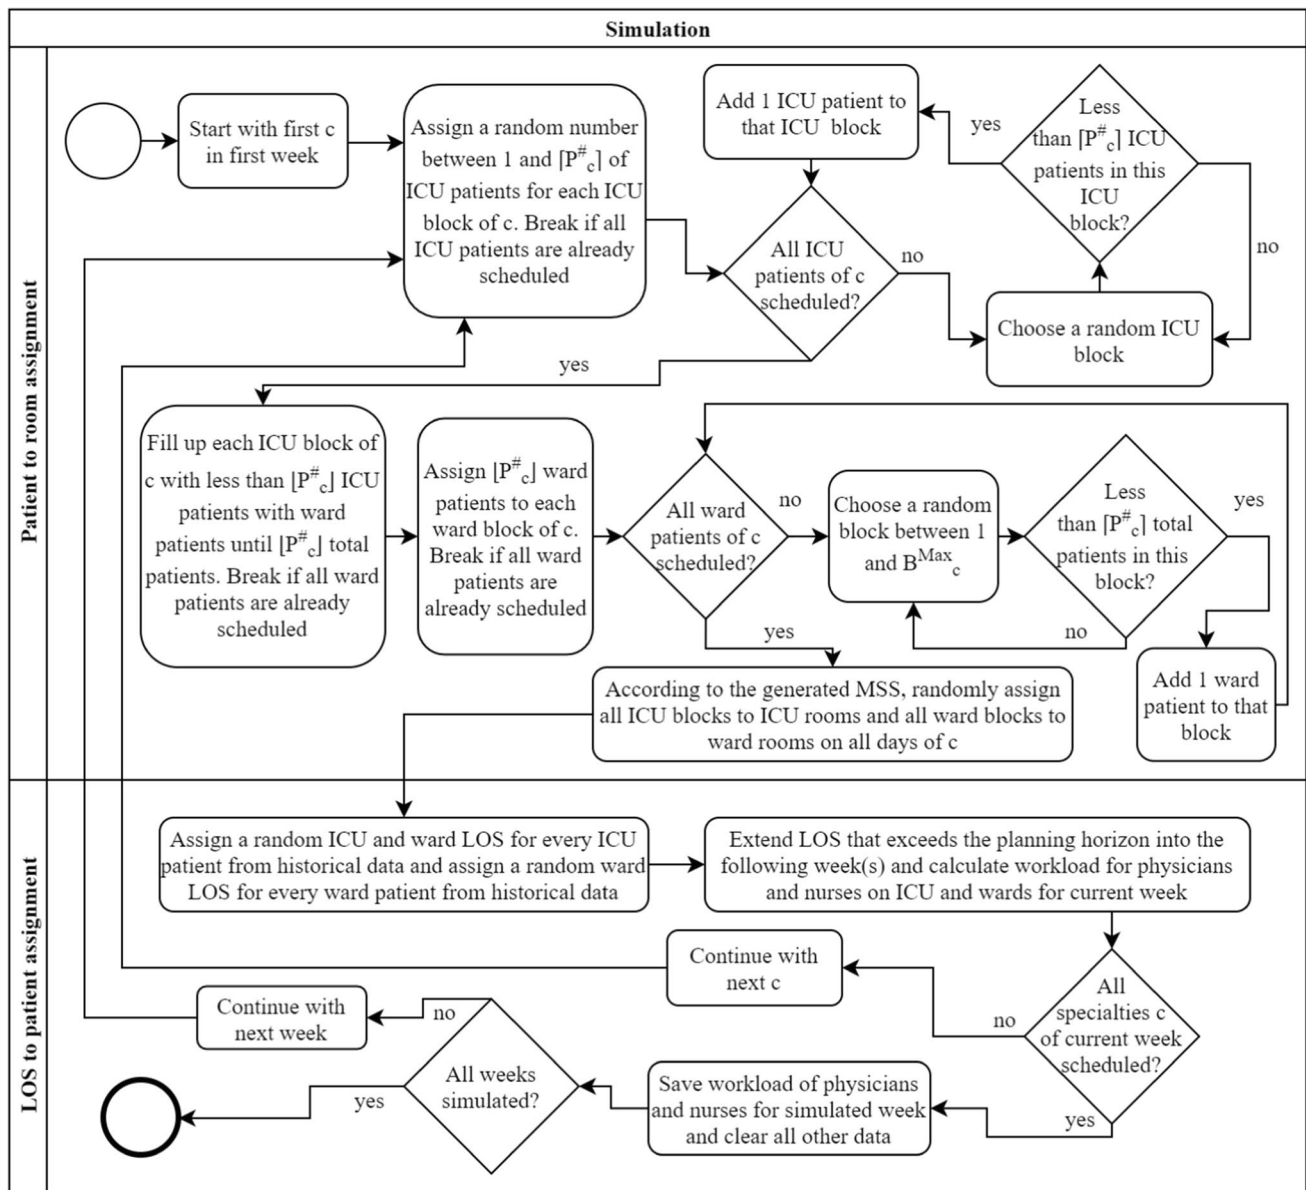 Simulation
Patient to room assignment
Start with first c
in first week
Assign a random number
between 1 and ⌈P#c⌉ of
ICU patients for each ICU
block of c. Break if all
ICU patients are already
scheduled
Add 1 ICU patient to
that ICU block
yes
Less
than ⌈P#c⌉ ICU
patients in this
ICU
block?
no
All ICU
patients of c
scheduled?
no
Choose a random ICU
block
yes
Fill up each ICU block of
c with less than ⌊P#c⌋ ICU
patients with ward
patients until ⌊P#c⌋ total
patients. Break if all ward
patients are already
scheduled
Assign ⌊P#c⌋ ward
patients to each
ward block of c.
Break if all ward
patients are
already scheduled
All ward
patients of c
scheduled?
no
Choose a random
block between 1
and BMaxc
Less
than ⌈P#c⌉ total
patients in this
block?
yes
no
yes
Add 1 ward
patient to that
block
According to the generated MSS, randomly assign
all ICU blocks to ICU rooms and all ward blocks to
ward rooms on all days of c
LOS to patient assignment
Assign a random ICU and ward LOS for every ICU
patient from historical data and assign a random ward
LOS for every ward patient from historical data
Extend LOS that exceeds the planning horizon into the
following week(s) and calculate workload for physicians
and nurses on ICU and wards for current week
Continue with
next c
no
All
specialties c
of current week
scheduled?
yes
Continue with
next week
no
All weeks
simulated?
yes
Save workload of physicians
and nurses for simulated week
and clear all other data